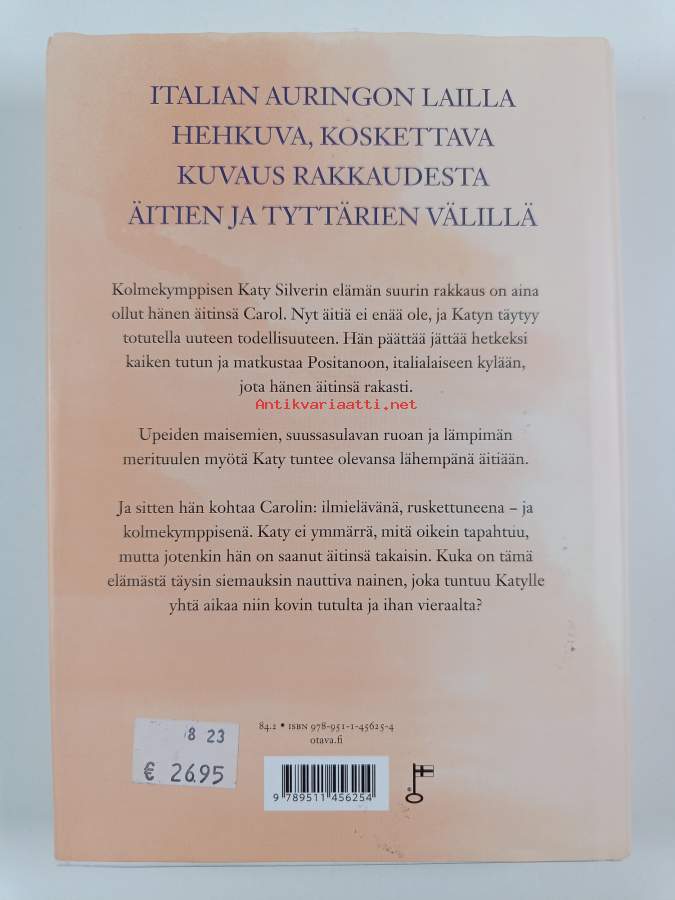 ITALIAN AURINGON LAILLA
HEHKUVA, KOSKETTAVA
KUVAUS RAKKAUDESTA
ÄITIEN JA TYTTÄRIEN VÄLILLÄ
Kolmekymppisen Katy Silverin elämän suurin rakkaus on aina
ollut hänen äitinsä Carol. Nyt äitiä ei enää ole, ja Katyn täytyy
totutella uuteen todellisuuteen. Hän päättää jättää hetkeksi
kaiken tutun ja matkustaa Positanoon, italialaiseen kylään,
jota hänen äitinsä rakasti.
Antikvariaatti.net
Upeiden maisemien, suussasulavan ruoan ja lämpimän
merituulen myötä Katy tuntee olevansa lähempänä äitiään.
Ja sitten hän kohtaa Carolin: ilmielävänä, ruskettuneena – ja
kolmekymppisenä. Katy ei ymmärrä, mitä oikein tapahtuu,
mutta jotenkin hän on saanut äitinsä takaisin. Kuka on tämä
elämästä täysin siemauksin nauttiva nainen, joka tuntuu Katylle
yhtä aikaa niin kovin tutulta ja ihan vieraalta?
84.2 • ISBN 978-951-1-45625-4
otava.fi
8 23
€ 26.95
9 789511 456254